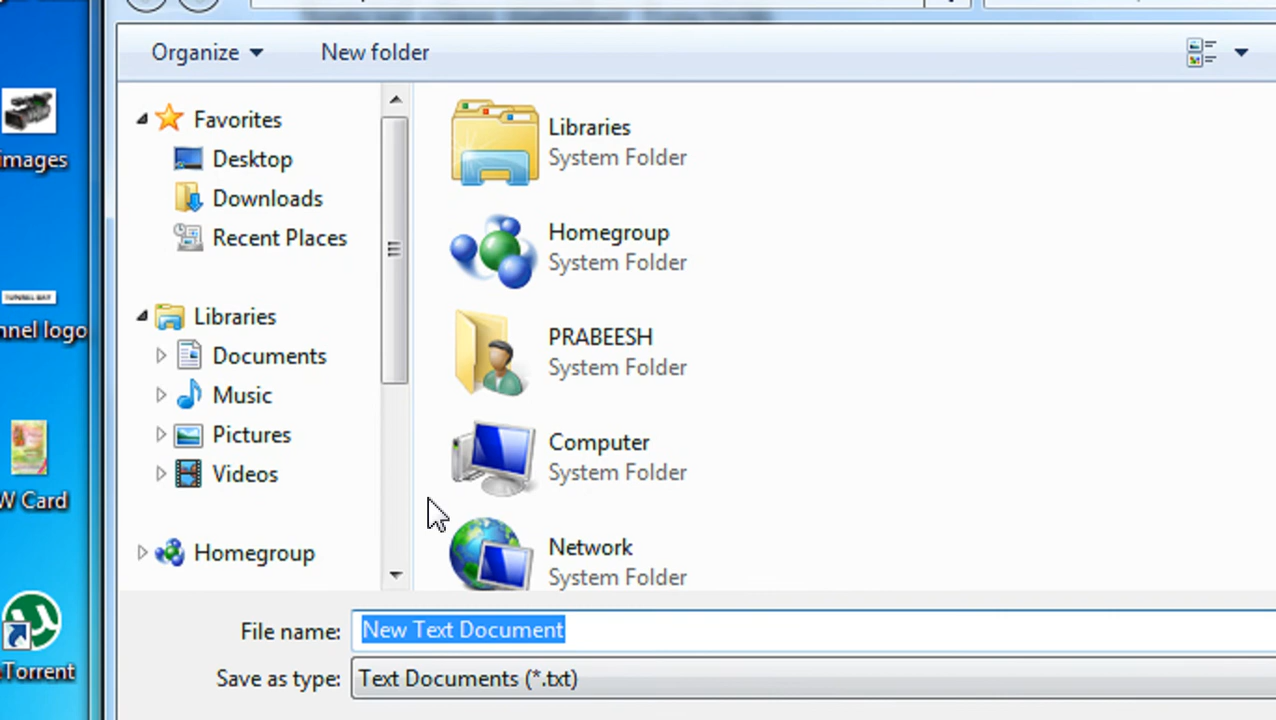 Organize
New folder
images
nnel logo
W Card
Torrent
Favorites
Desktop
Downloads
Recent Places
Libraries
Documents
Music
Pictures
Videos
Homegroup
Libraries
System Folder
Homegroup
System Folder
PRABEESH
System Folder
Computer
System Folder
Network
System Folder
File name: New Text Document
Save as type: Text Documents (*.txt)